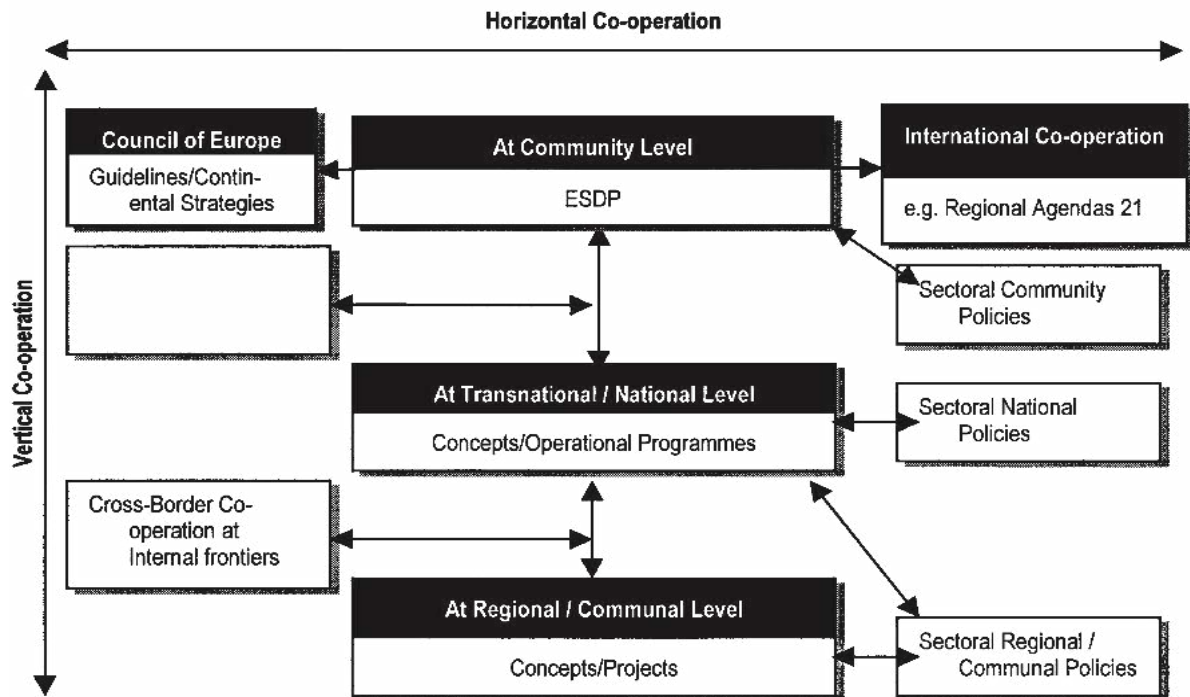 Horizontal Co-operation
Vertical Co-operation
Council of Europe
Guidelines/Contin-
ental Strategies
At Community Level
ESDP
International Co-operation
e.g. Regional Agendas 21
Sectoral Community
Policies
At Transnational / National Level
Concepts/Operational Programmes
Sectoral National
Policies
Cross-Border Co-
operation at
Internal frontiers
At Regional / Communal Level
Concepts/Projects
Sectoral Regional /
Communal Policies